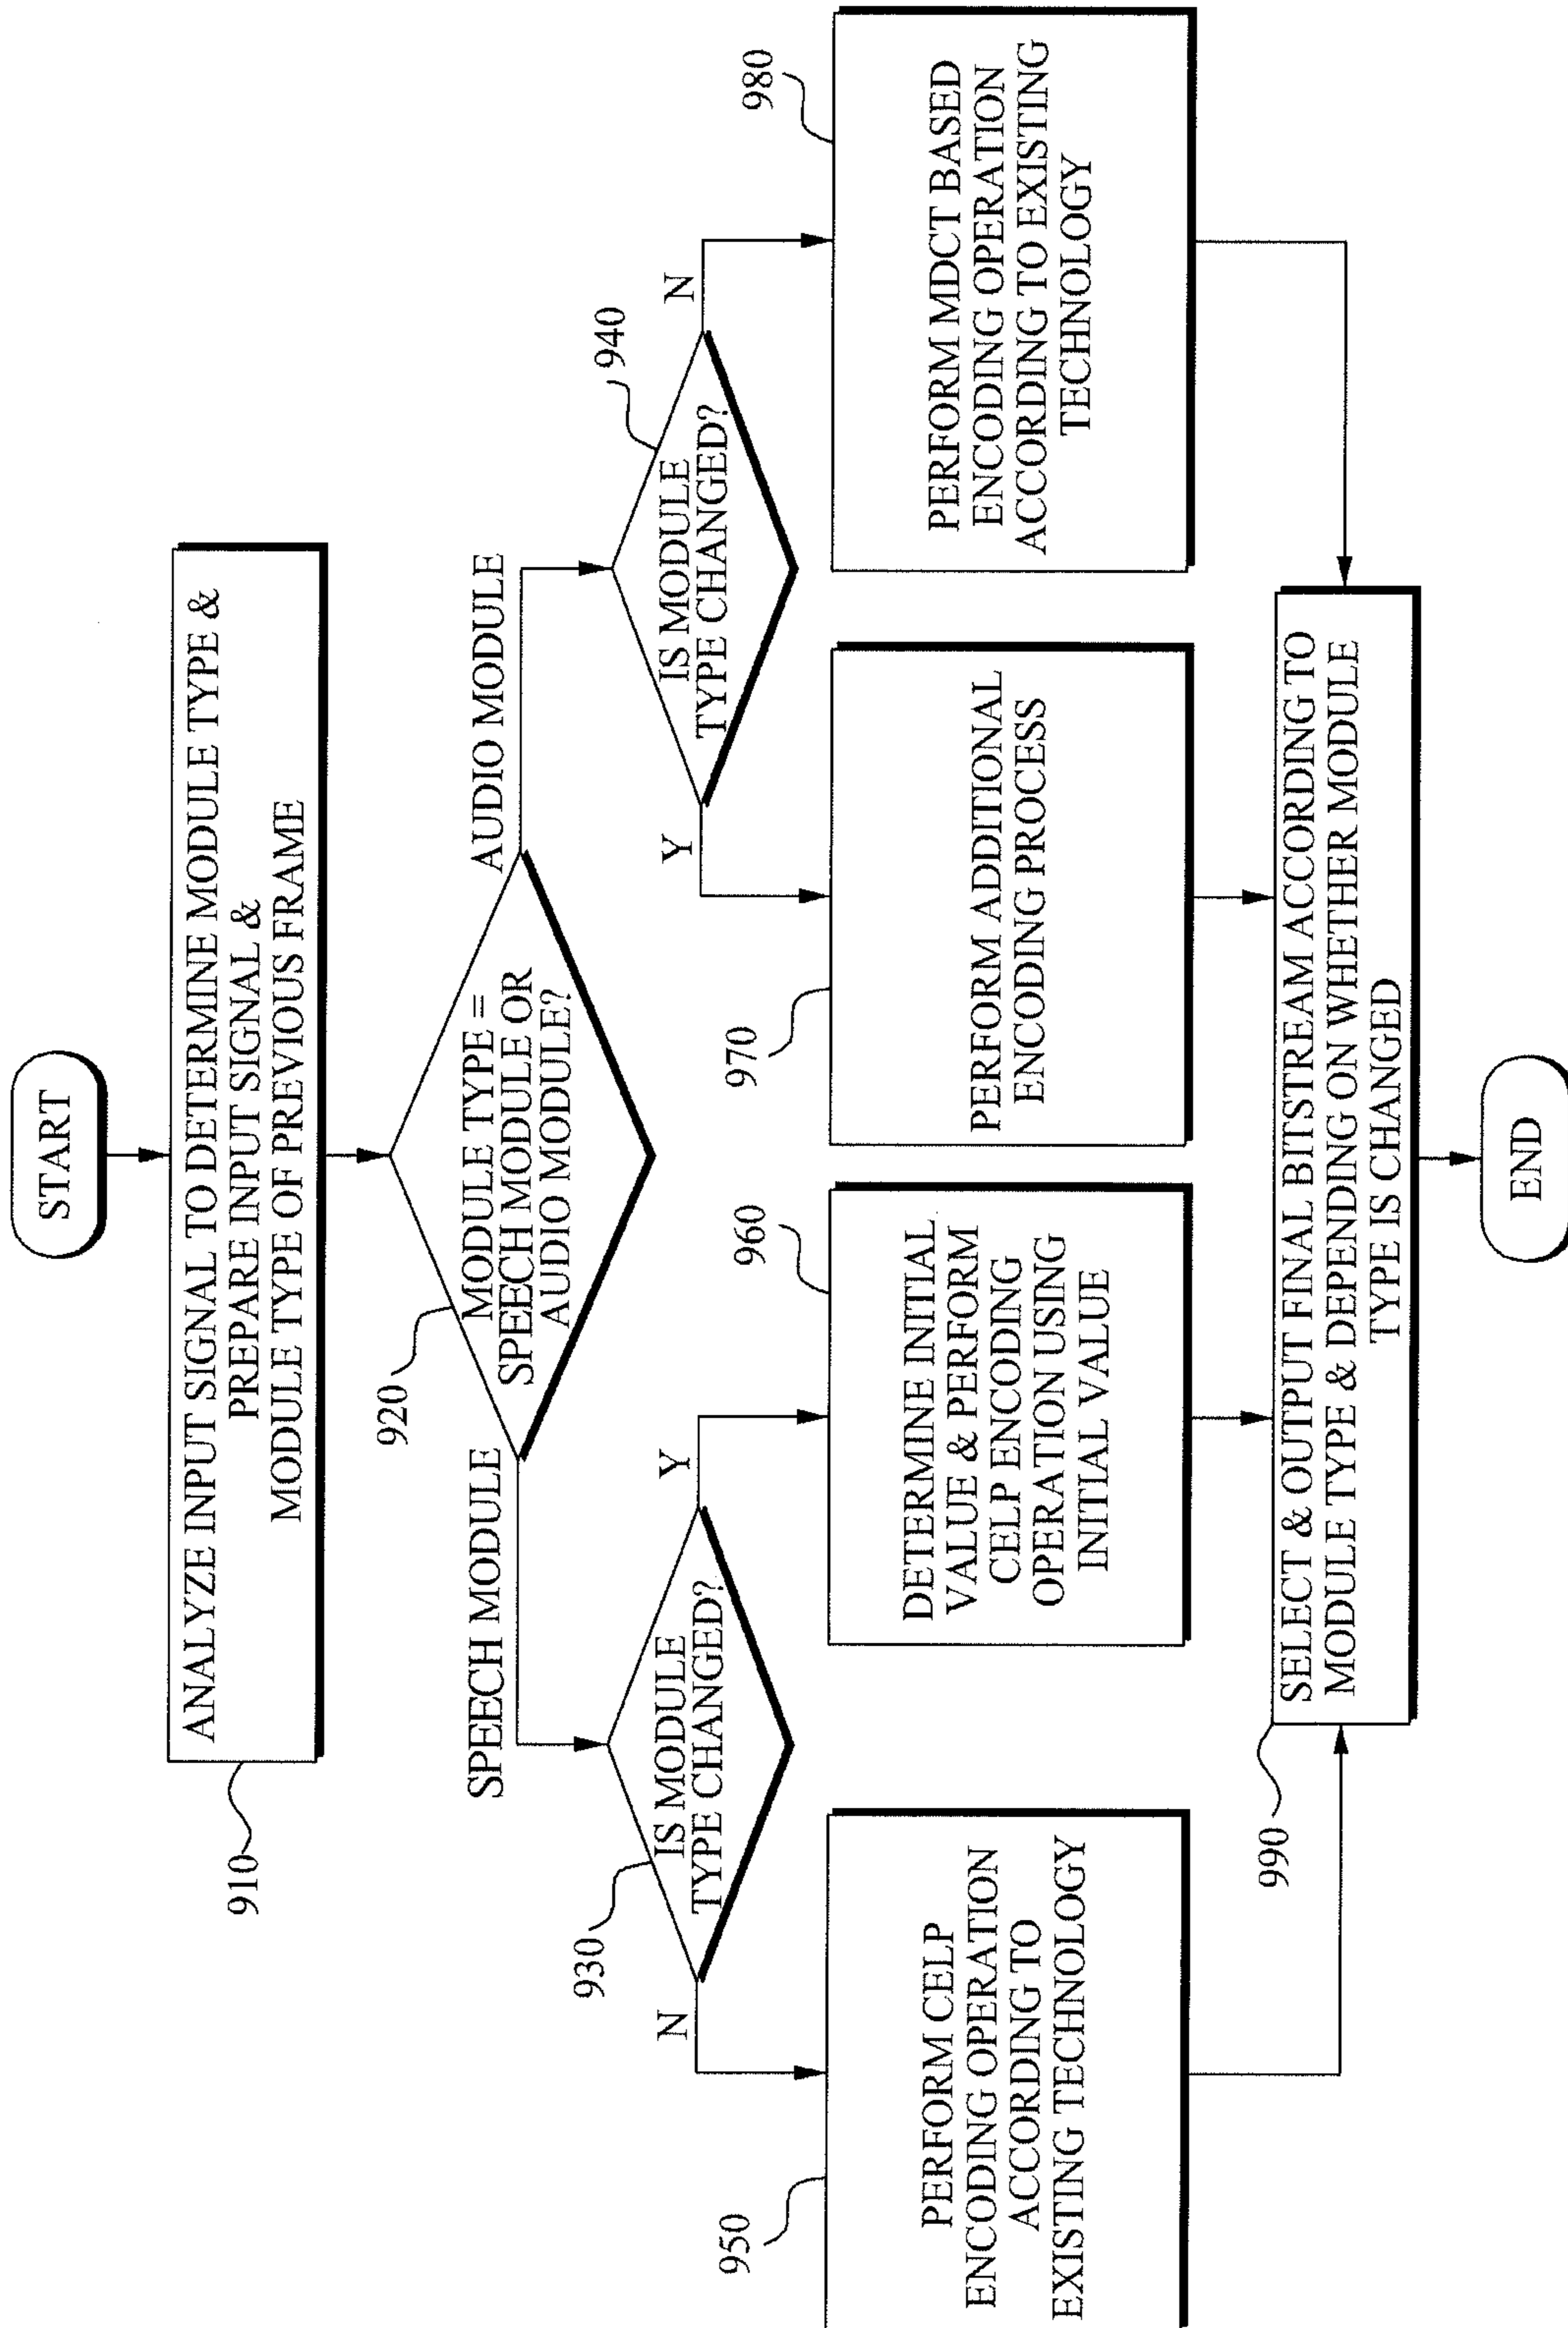 START
ANALYZE INPUT SIGNAL TO DETERMINE MODULE TYPE &
PREPARE INPUT SIGNAL &
MODULE TYPE OF PREVIOUS FRAME
910
920
MODULE TYPE =
SPEECH MODULE OR
AUDIO MODULE?
SPEECH MODULE
AUDIO MODULE
930
IS MODULE
TYPE CHANGED?
N
Y
940
IS MODULE
TYPE CHANGED?
Y
N
950
PERFORM CELP
ENCODING OPERATION
ACCORDING TO
EXISTING TECHNOLOGY
960
DETERMINE INITIAL
VALUE & PERFORM
CELP ENCODING
OPERATION USING
INITIAL VALUE
970
PERFORM ADDITIONAL
ENCODING PROCESS
980
PERFORM MDCT BASED
ENCODING OPERATION
ACCORDING TO EXISTING
TECHNOLOGY
990
SELECT & OUTPUT FINAL BITSTREAM ACCORDING TO
MODULE TYPE & DEPENDING ON WHETHER MODULE
TYPE IS CHANGED
END